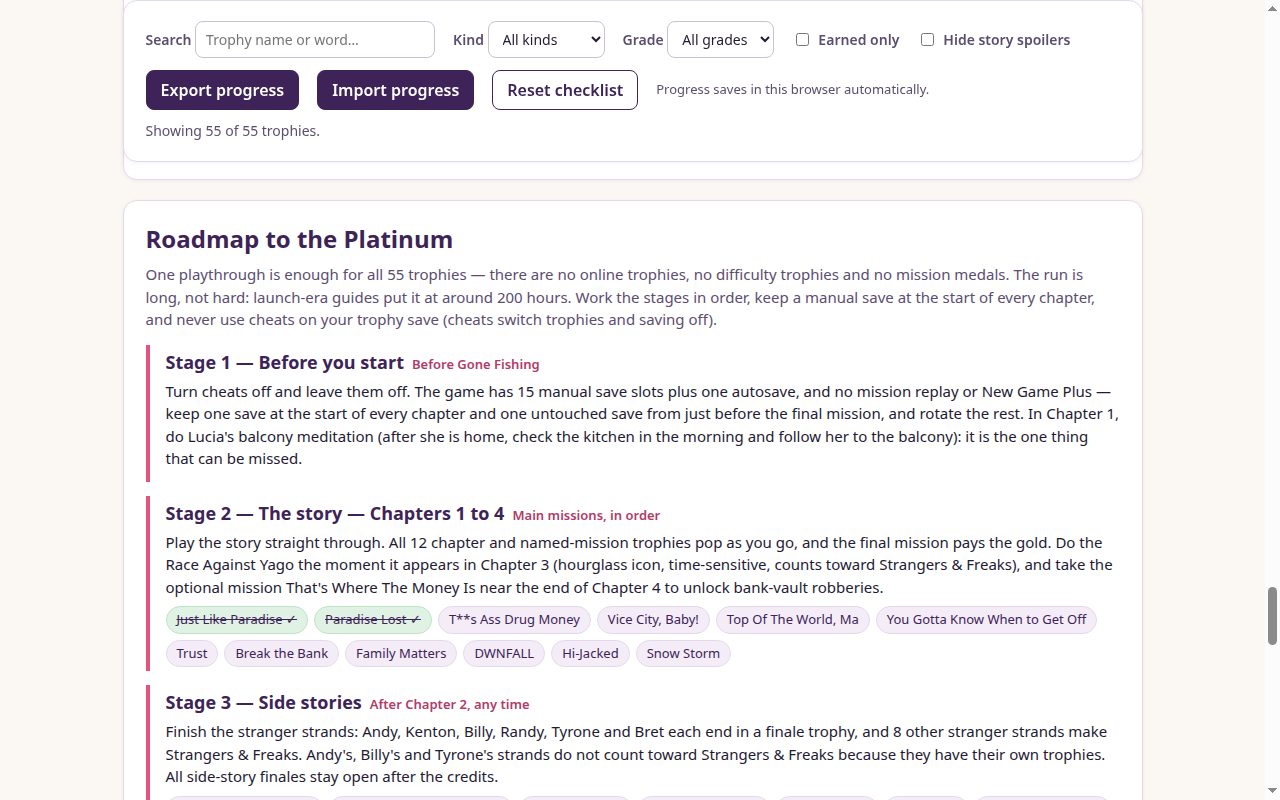 Search Trophy name or word... Kind All kinds Grade All grades Earned only Hide story spoilers
Export progress Import progress Reset checklist Progress saves in this browser automatically.
Showing 55 of 55 trophies.
Roadmap to the Platinum
One playthrough is enough for all 55 trophies — there are no online trophies, no difficulty trophies and no mission medals. The run is
long, not hard: launch-era guides put it at around 200 hours. Work the stages in order, keep a manual save at the start of every chapter,
and never use cheats on your trophy save (cheats switch trophies and saving off).
Stage 1 — Before you start Before Gone Fishing
Turn cheats off and leave them off. The game has 15 manual save slots plus one autosave, and no mission replay or New Game Plus —
keep one save at the start of every chapter and one untouched save from just before the final mission, and rotate the rest. In Chapter 1,
do Lucia's balcony meditation (after she is home, check the kitchen in the morning and follow her to the balcony): it is the one thing
that can be missed.
Stage 2 — The story — Chapters 1 to 4 Main missions, in order
Play the story straight through. All 12 chapter and named-mission trophies pop as you go, and the final mission pays the gold. Do the
Race Against Yago the moment it appears in Chapter 3 (hourglass icon, time-sensitive, counts toward Strangers & Freaks), and take the
optional mission That's Where The Money Is near the end of Chapter 4 to unlock bank-vault robberies.
Just Like Paradise ✓ Paradise Lost ✓ T**s Ass Drug Money Vice City, Baby! Top Of The World, Ma You Gotta Know When to Get Off
Trust Break the Bank Family Matters DWNFALL Hi-Jacked Snow Storm
Stage 3 — Side stories After Chapter 2, any time
Finish the stranger strands: Andy, Kenton, Billy, Randy, Tyrone and Bret each end in a finale trophy, and 8 other stranger strands make
Strangers & Freaks. Andy's, Billy's and Tyrone's strands do not count toward Strangers & Freaks because they have their own trophies.
All side-story finales stay open after the credits.